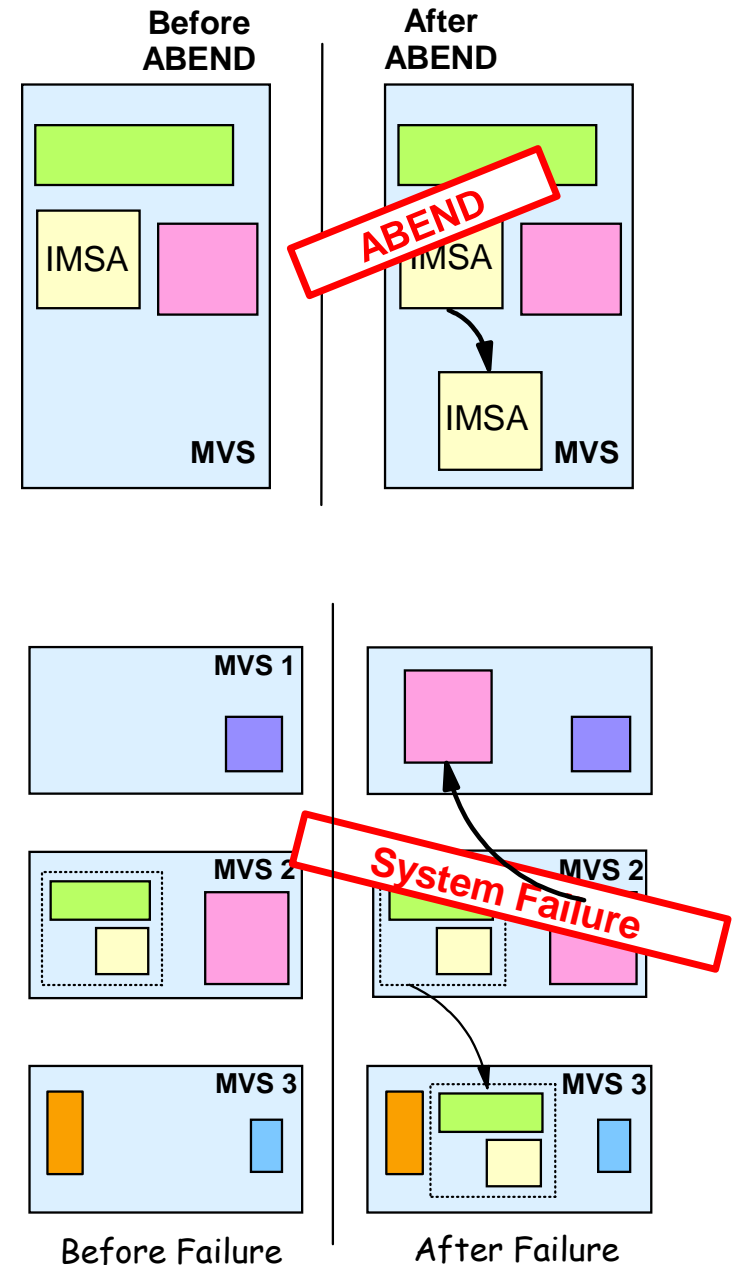 Before
ABEND
After
ABEND
IMSA
MVS
ABEND
IMSA
IMSA
MVS
MVS 1
MVS 2
System Failure
MVS 2
MVS 3
MVS 3
Before Failure
After Failure